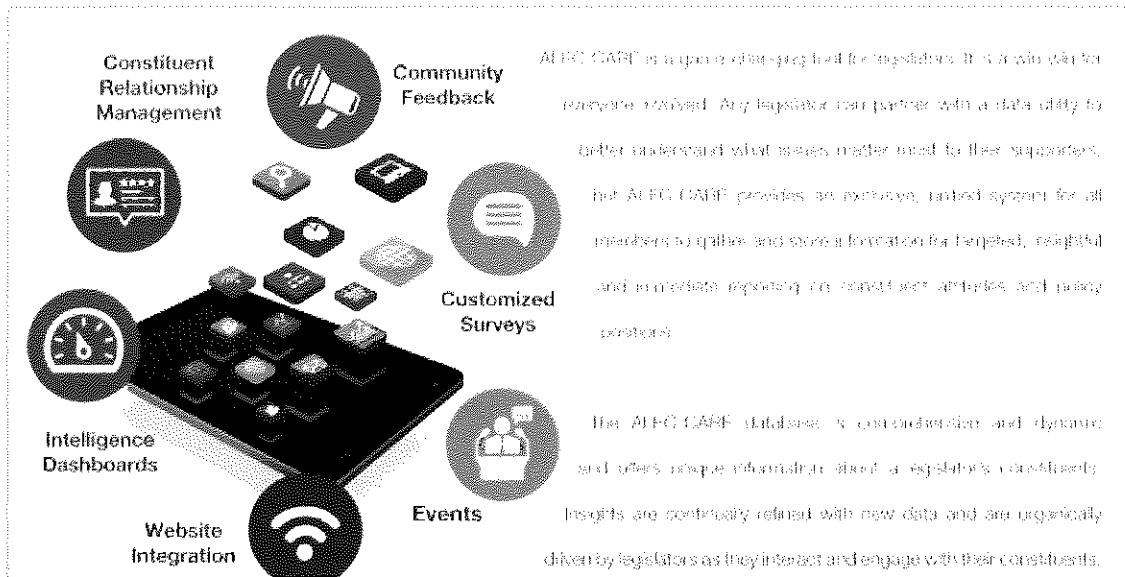 Constituent
Relationship
Management
Community
Feedback
Customized
Surveys
Intelligence
Dashboards
Events
Website
Integration
ALEC CARE is a game-changing tool for legislators. It is a win-win for
everyone involved. Any legislator can partner with a data utility to
better understand what issues matter most to their supporters,
but ALEC CARE provides an exclusive, unified system for all
members to gather and store information for targeted, insightful
and immediate reporting on constituent attitudes and policy
positions.
The ALEC CARE database is comprehensive and dynamic
and offers unique information about a legislator's constituents.
Insights are continually refined with new data and are organically
driven by legislators as they interact and engage with their constituents.